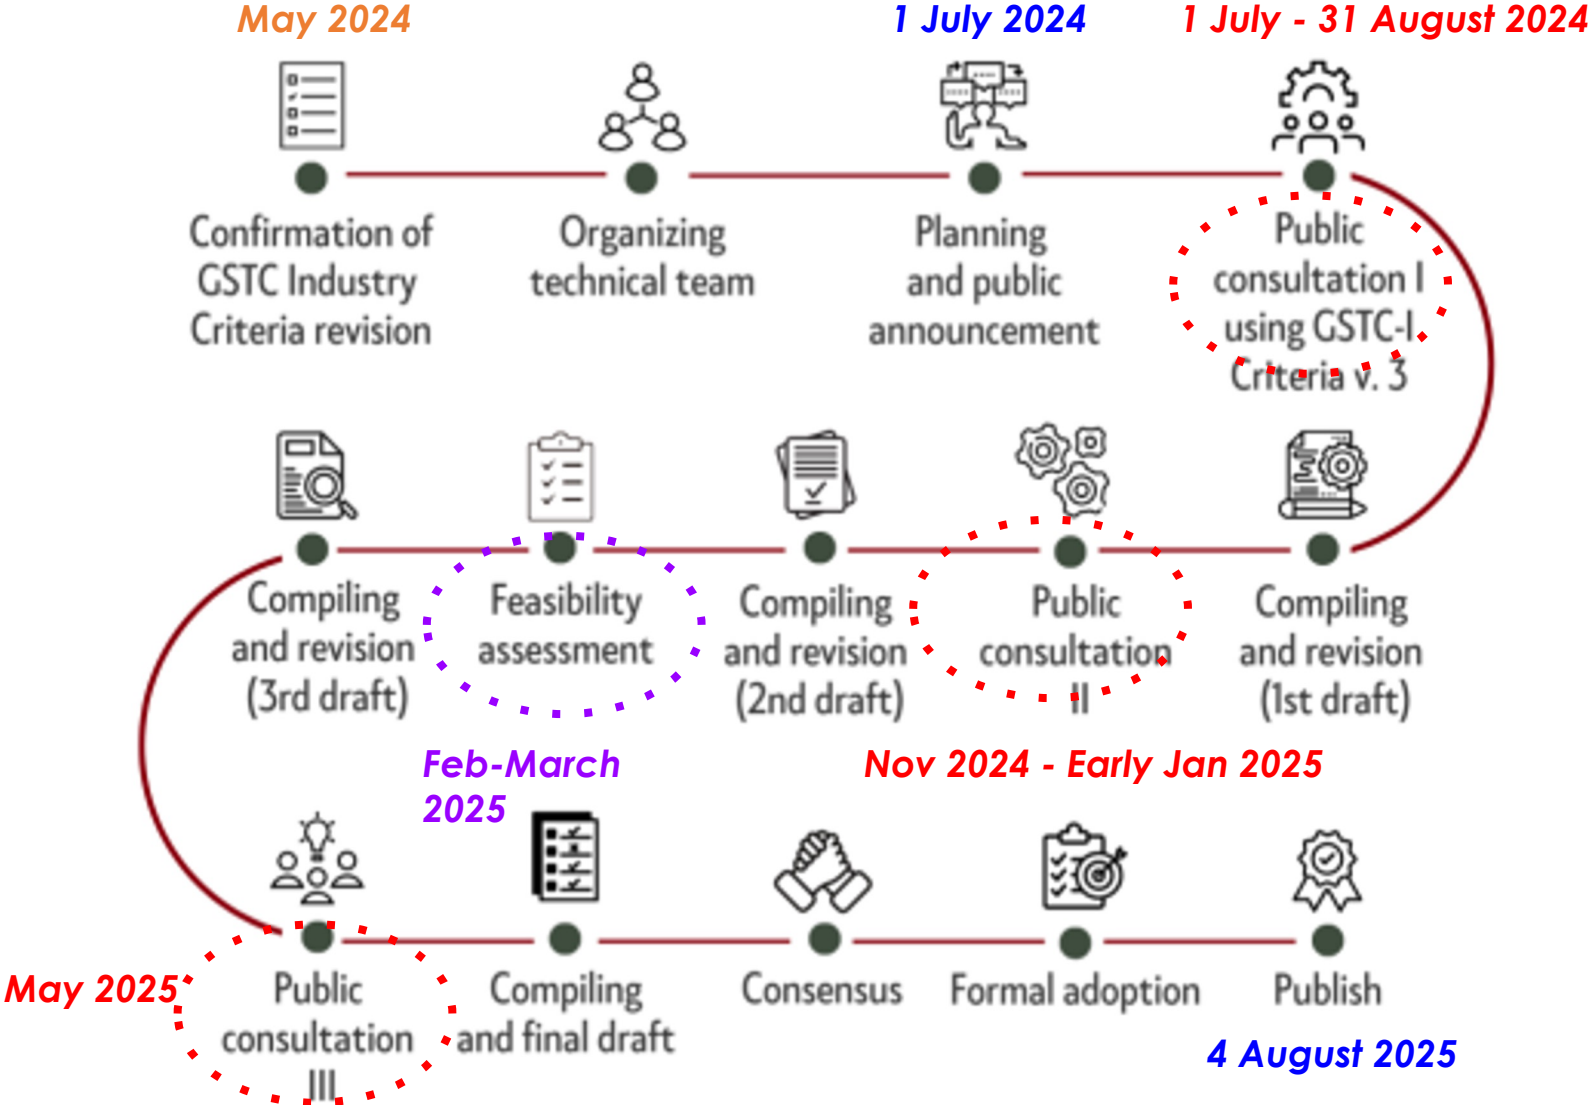 May 2024
1 July 2024
1 July - 31 August 2024
Confirmation of
GSTC Industry
Criteria revision
Organizing
technical team
Planning
and public
announcement
Public
consultation I
using GSTC-I
Criteria v. 3
Compiling
and revision
(3rd draft)
Feasibility
assessment
Compiling
and revision
(2nd draft)
Public
consultation
II
Compiling
and revision
(1st draft)
Feb-March
2025
Nov 2024 - Early Jan 2025
May 2025
Public
consultation
III
Compiling
and final draft
Consensus
Formal adoption
Publish
4 August 2025